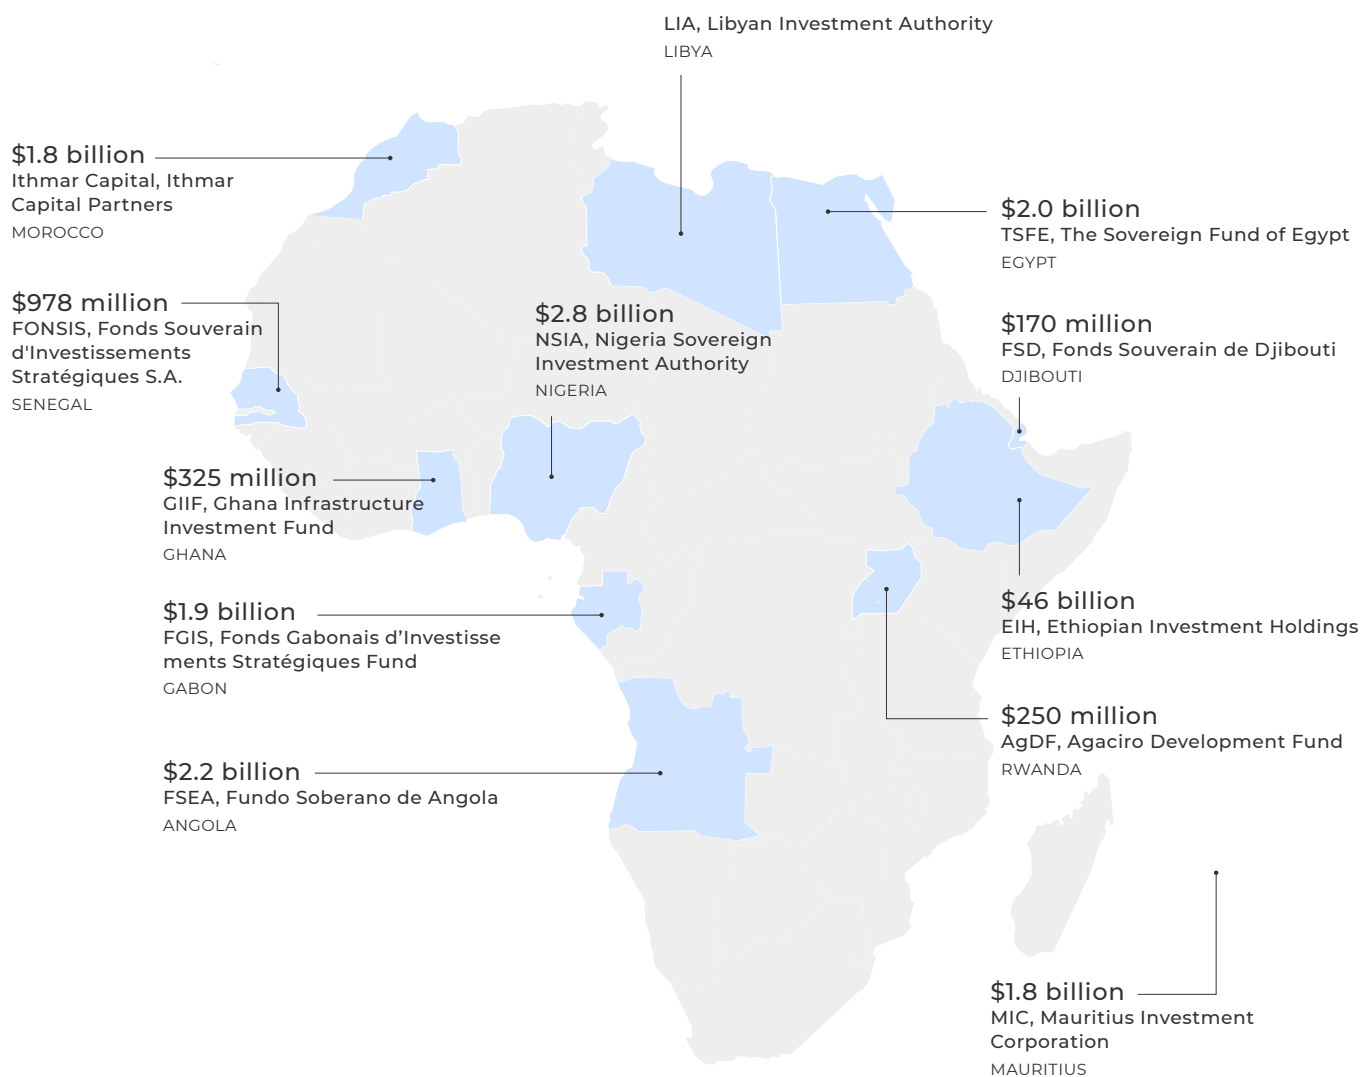 LIA, Libyan Investment Authority
LIBYA
$1.8 billion
Ithmar Capital, Ithmar
Capital Partners
MOROCCO
$2.0 billion
TSFE, The Sovereign Fund of Egypt
EGYPT
$978 million
FONSIS, Fonds Souverain
d'Investissements
Stratégiques S.A.
SENEGAL
$2.8 billion
NSIA, Nigeria Sovereign
Investment Authority
NIGERIA
$170 million
FSD, Fonds Souverain de Djibouti
DJIBOUTI
$325 million
GIIF, Ghana Infrastructure
Investment Fund
GHANA
$1.9 billion
FGIS, Fonds Gabonais d’Investisse
ments Stratégiques Fund
GABON
$46 billion
EIH, Ethiopian Investment Holdings
ETHIOPIA
$250 million
AgDF, Agaciro Development Fund
RWANDA
$2.2 billion
FSEA, Fundo Soberano de Angola
ANGOLA
$1.8 billion
MIC, Mauritius Investment
Corporation
MAURITIUS